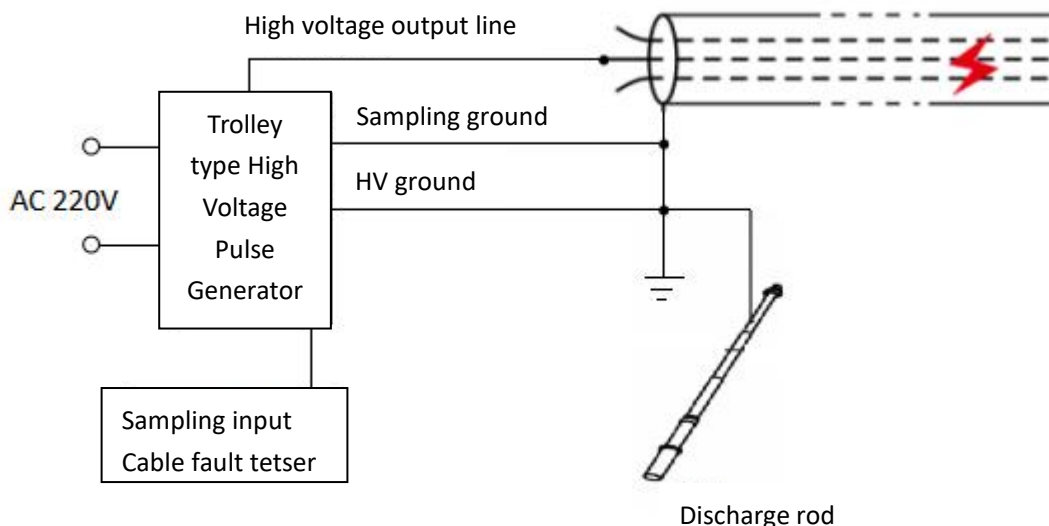 High voltage output line
Trolley
type High
Voltage
Pulse
Generator
Sampling ground
HV ground
AC 220V
Sampling input
Cable fault tetser
Discharge rod